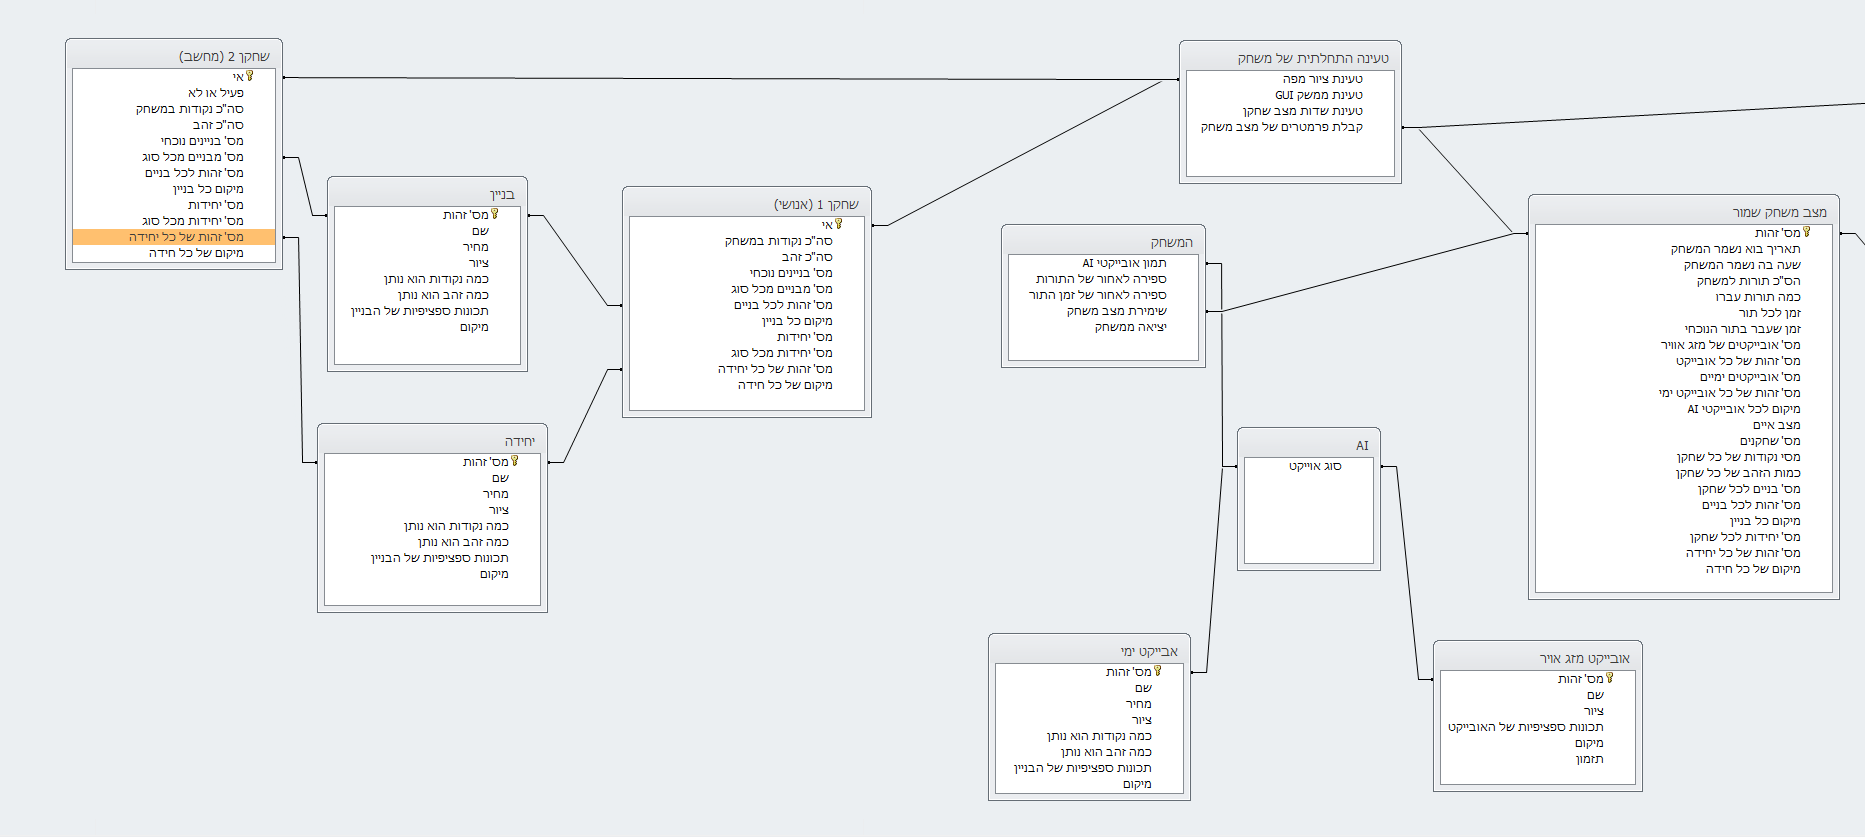 שחקן 2 (מחשב)
אי
פעיל או לא
סה"כ נקודות במשחק
סה"כ זהב
מס' בניינים נוכחי
מס' מבניים מכל סוג
מס' זהות לכל בניים
מיקום כל בניין
מס' יחידות
מס' יחידות מכל סוג
מס' זהות של כל יחידה
מיקום של כל חידה
בניין
מס' זהות
שם
מחיר
ציור
כמה נקודות הוא נותן
כמה זהב הוא נותן
תכונות ספציפיות של הבניין
מיקום
יחידה
מס' זהות
שם
מחיר
ציור
כמה נקודות הוא נותן
כמה זהב הוא נותן
תכונות ספציפיות של הבניין
מיקום
שחקן 1 (אנושי)
אי
סה"כ נקודות במשחק
סה"כ זהב
מס' בניינים נוכחי
מס' מבניים מכל סוג
מס' זהות לכל בניים
מיקום כל בניין
מס' יחידות
מס' יחידות מכל סוג
מס' זהות של כל יחידה
מיקום של כל חידה
טעינה התחלתית של משחק
טעינת ציור מפה
טעינת ממשק GUI
טעינת שדות מצב שחקן
קבלת פרמטרים של מצב משחק
המשחק
תמון אובייקטי AI
ספירה לאחור של התורות
ספירה לאחור של זמן התור
שימירת מצב משחק
יציאה ממשחק
AI
סוג אוייקט
אבייקט ימי
מס' זהות
שם
מחיר
ציור
כמה נקודות הוא נותן
כמה זהב הוא נותן
תכונות ספציפיות של הבניין
מיקום
אובייקט מזג אויר
מס' זהות
שם
ציור
תכונות ספציפיות של האובייקט
מיקום
תזמון
מצב משחק שמור
מס' זהות
תאריך בוא נשמר המשחק
שעה בה נשמר המשחק
הס"כ תורות למשחק
כמה תורות עברו
זמן לכל תור
זמן שעבר בתור הנוכחי
מס' אובייקטים של מזג אוויר
מס' זהות של כל אובייקט
מס' אובייקטים ימיים
מס' זהות של כל אובייקט ימי
מיקום לכל אובייקטי AI
מצב איים
מס' שחקנים
מסי נקודות של כל שחקן
כמות הזהב של כל שחקן
מס' בניים לכל שחקן
מס' זהות לכל בניים
מיקום כל בניין
מס' יחידות לכל שחקן
מס' זהות של כל יחידה
מיקום של כל חידה